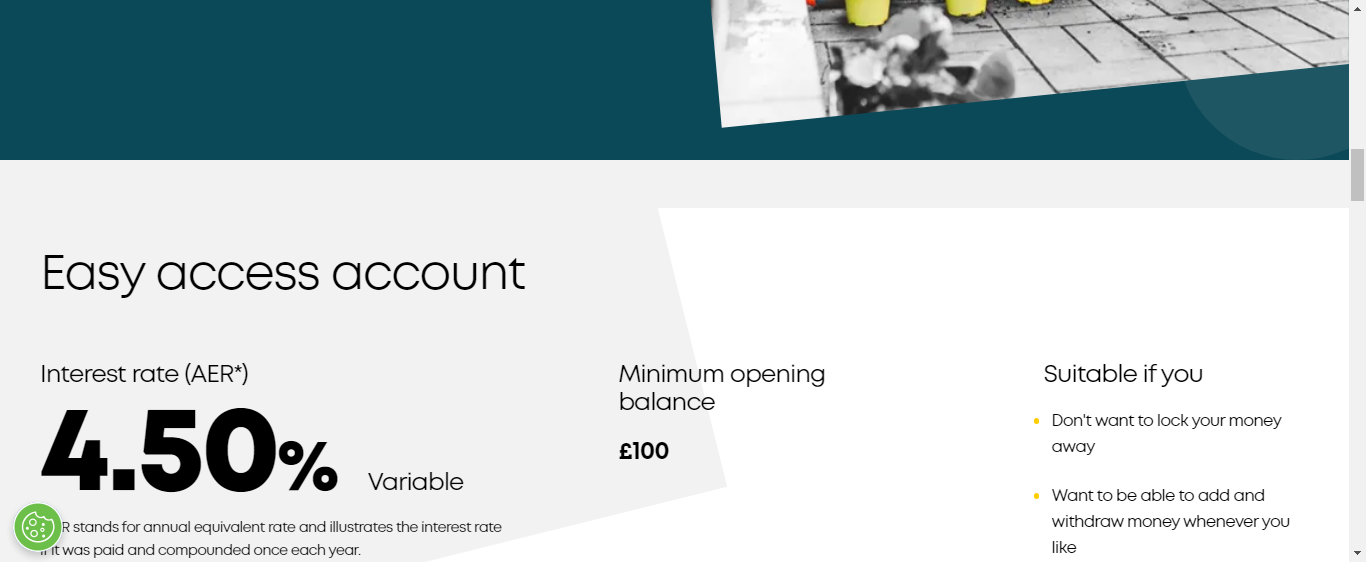 Easy access account
Interest rate (AER*)
4.50%
Variable
R stands for annual equivalent rate and illustrates the interest rate
it was paid and compounded once each year.
Minimum opening
balance
£100
Suitable if you
Don't want to lock your money
away
Want to be able to add and
withdraw money whenever you
like